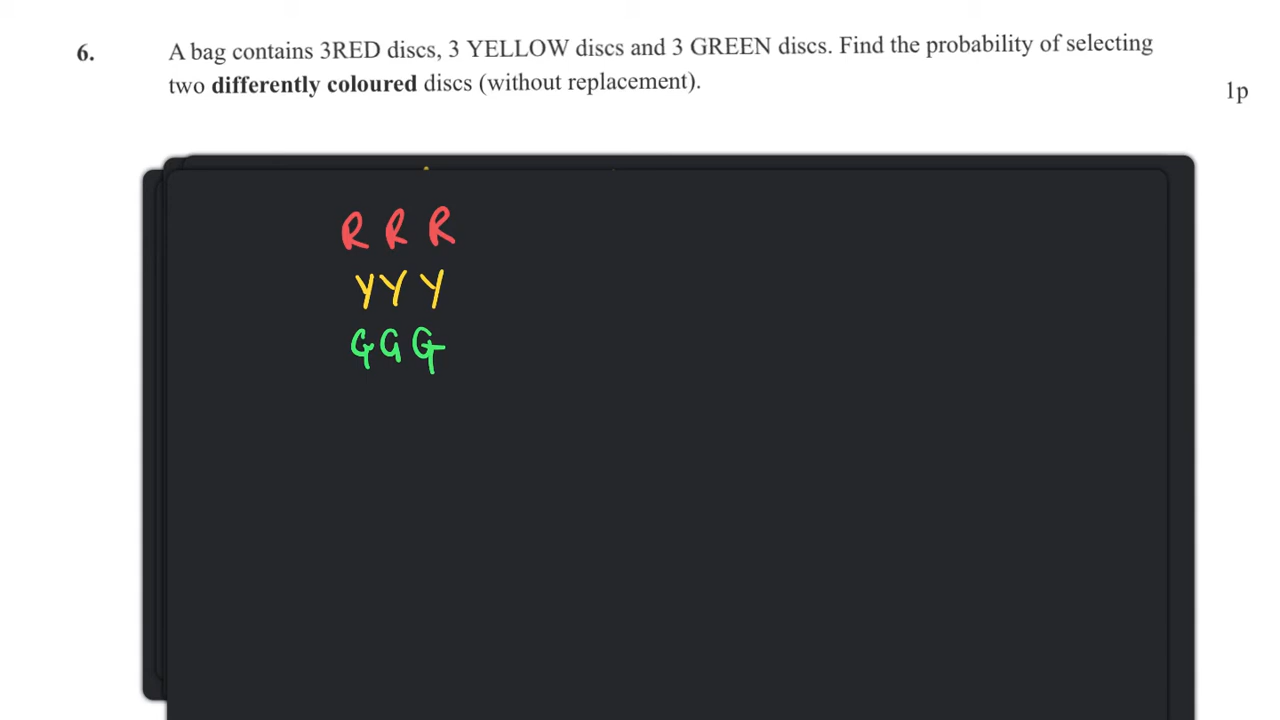 6. A bag contains 3RED discs, 3 YELLOW discs and 3 GREEN discs. Find the probability of selecting
two differently coloured discs (without replacement).
1p
R R R
Y Y Y
G G G